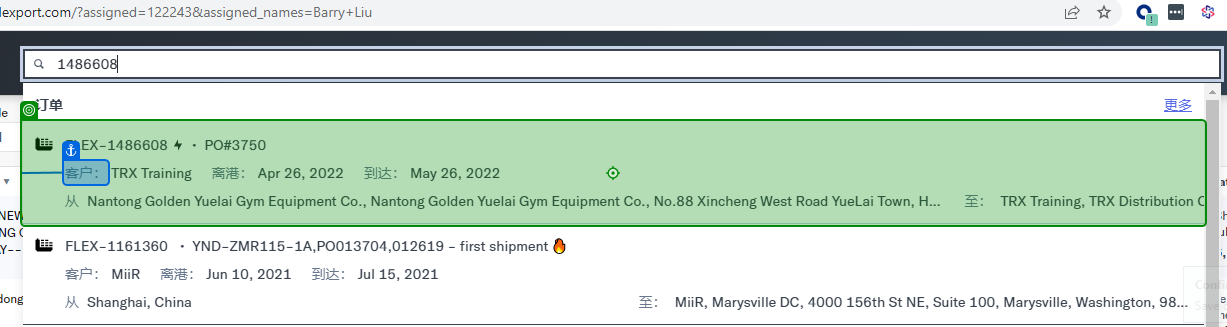 lexport.com/?assigned=122243&assigned_names=Barry+Liu
1486608
订单 更多
FLEX-1486608 · PO#3750
客户: TRX Training 离港: Apr 26, 2022 到达: May 26, 2022
从 Nantong Golden Yuelai Gym Equipment Co., Nantong Golden Yuelai Gym Equipment Co., No.88 Xincheng West Road YueLai Town, H... 至: TRX Training, TRX Distribution C
FLEX-1161360 · YND-ZMR115-1A,PO013704,012619 – first shipment 🔥
客户: MiiR 离港: Jun 10, 2021 到达: Jul 15, 2021
从 Shanghai, China 至: MiiR, Marysville DC, 4000 156th St NE, Suite 100, Marysville, Washington, 98...